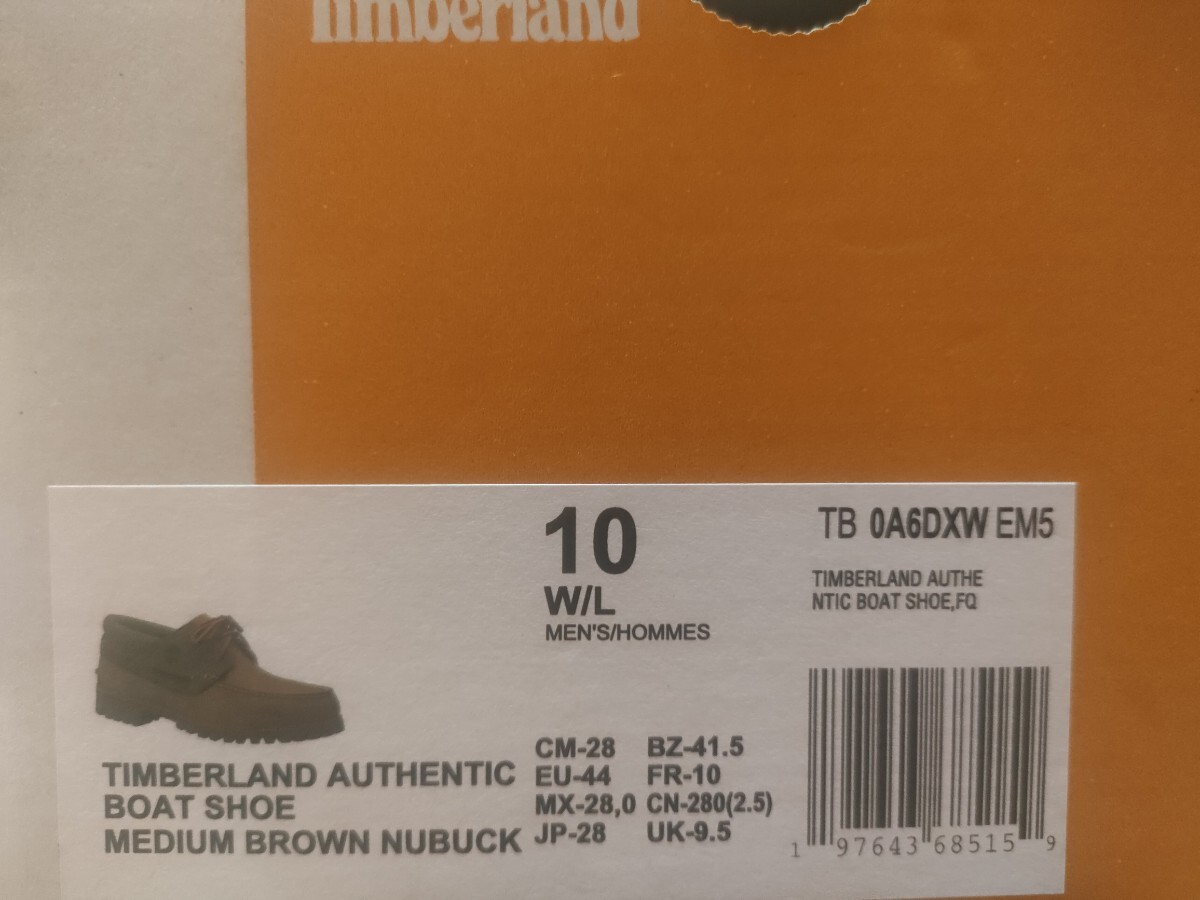 Timberland
10
W/L
MEN'S/HOMMES
TB 0A6DXW EM5
TIMBERLAND AUTHE
NTIC BOAT SHOE,FQ
TIMBERLAND AUTHENTIC
BOAT SHOE
MEDIUM BROWN NUBUCK
CM-28 BZ-41.5
EU-44 FR-10
MX-28,0 CN-280(2.5)
JP-28 UK-9.5
1 97643 68515 9